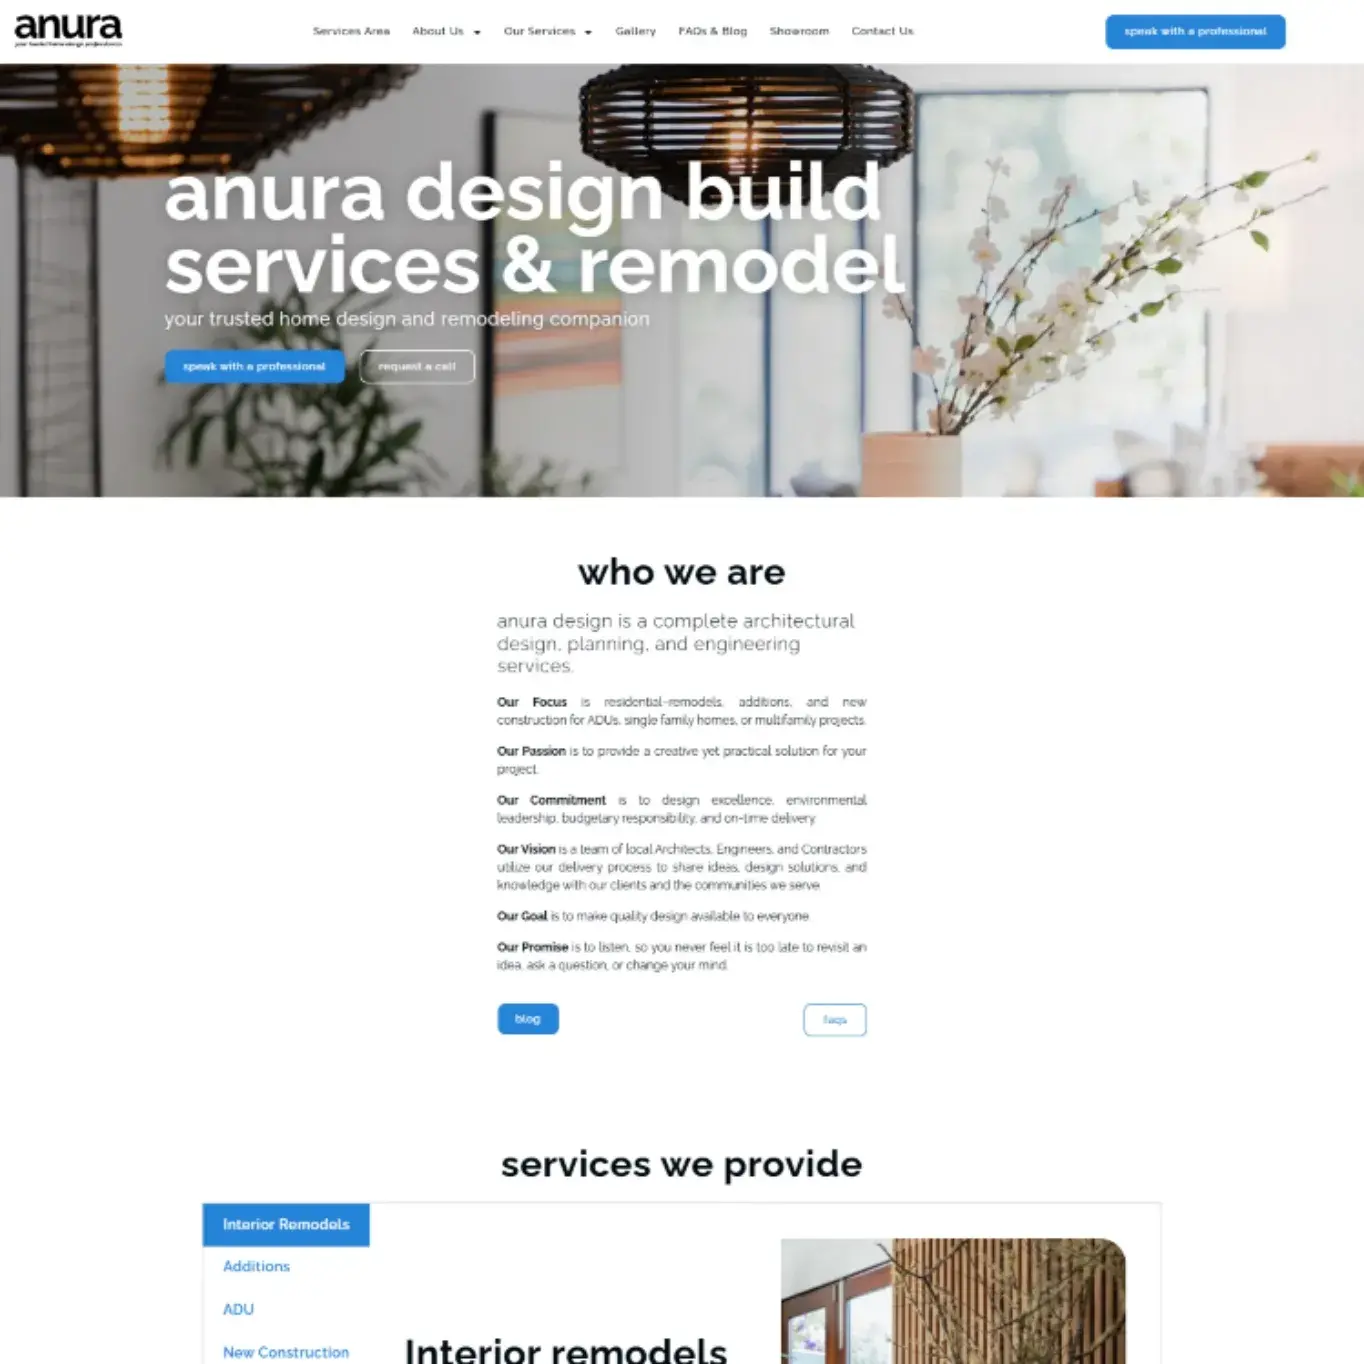 anura
your trusted home design professionals
Services Area
About Us
Our Services
Gallery
FAQs & Blog
Showroom
Contact Us
speak with a professional
anura design build
services & remodel
your trusted home design and remodeling companion
speak with a professional
request a call
who we are
anura design is a complete architectural
design, planning, and engineering
services.
Our Focus is residential-remodels, additions, and new
construction for ADUs, single family homes, or multifamily projects.
Our Passion is to provide a creative yet practical solution for your
project.
Our Commitment is to design excellence, environmental
leadership, budgetary responsibility, and on-time delivery.
Our Vision is a team of local Architects, Engineers, and Contractors
utilize our delivery process to share ideas, design solutions, and
knowledge with our clients and the communities we serve.
Our Goal is to make quality design available to everyone.
Our Promise is to listen, so you never feel it is too late to revisit an
idea, ask a question, or change your mind.
blog
faqs
services we provide
Interior Remodels
Additions
ADU
New Construction
Interior remodels